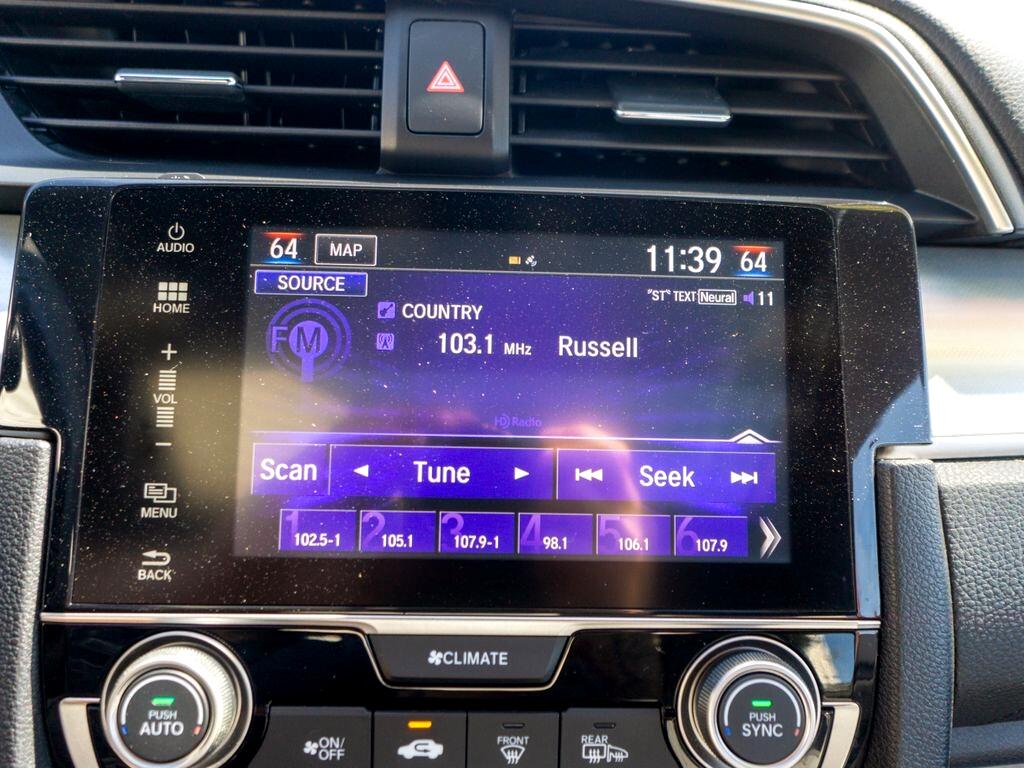 AUDIO
HOME
+
VOL
−
MENU
BACK
64 MAP 11:39 64
SOURCE
"ST" TEXT Neural 11
FM COUNTRY
103.1 MHz Russell
HD Radio
Scan Tune Seek
1 102.5-1 2 105.1 3 107.9-1 4 98.1 5 106.1 6 107.9
CLIMATE
PUSH
AUTO
ON/
OFF
FRONT
REAR
PUSH
SYNC